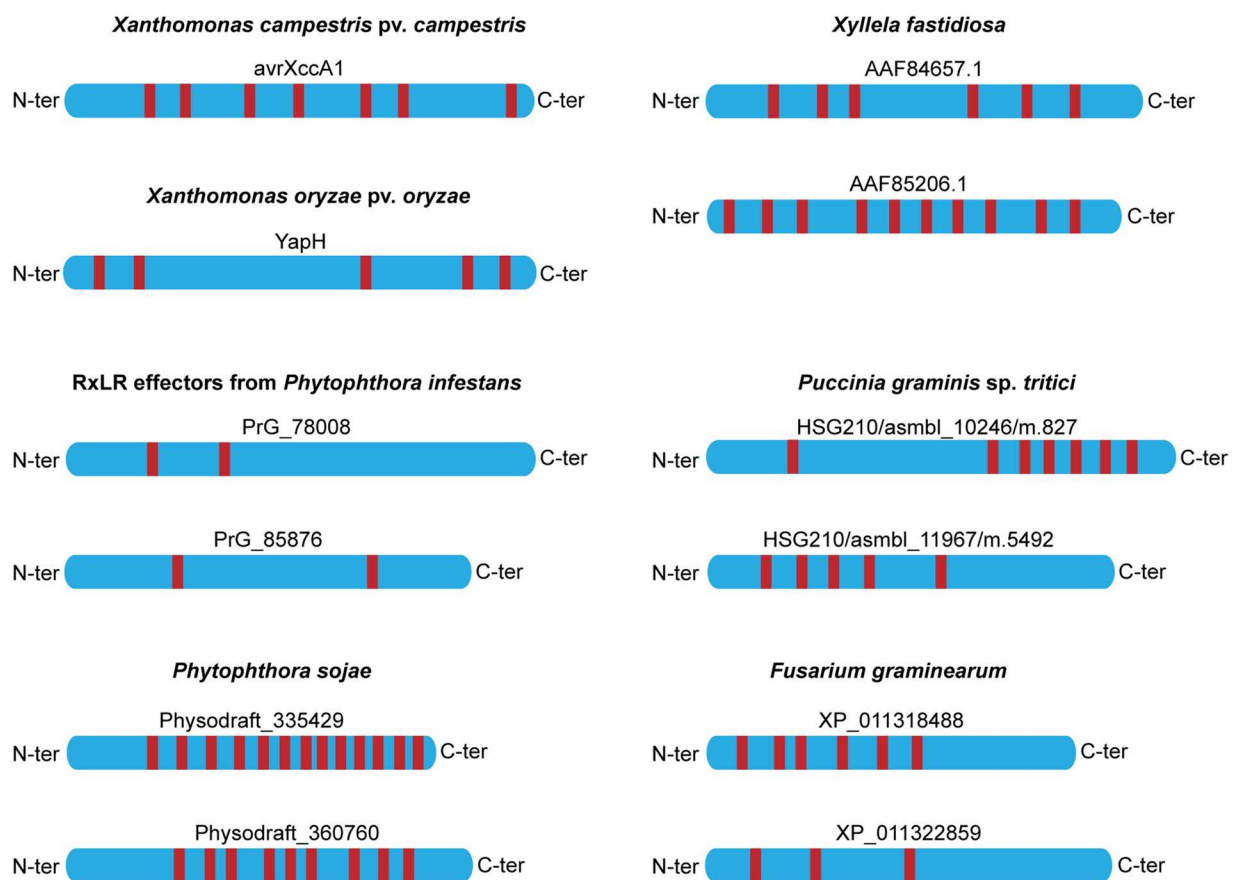 Xanthomonas campestris pv. campestris
avrXccA1
N-ter
C-ter
Xanthomonas oryzae pv. oryzae
YapH
N-ter
C-ter
Xyllela fastidiosa
AAF84657.1
N-ter
C-ter
AAF85206.1
N-ter
C-ter
RxLR effectors from Phytophthora infestans
PrG_78008
N-ter
C-ter
PrG_85876
N-ter
C-ter
Puccinia graminis sp. tritici
HSG210/asmbl_10246/m.827
N-ter
C-ter
HSG210/asmbl_11967/m.5492
N-ter
C-ter
Phytophthora sojae
Physodraft_335429
N-ter
C-ter
Physodraft_360760
N-ter
C-ter
Fusarium graminearum
XP_011318488
N-ter
C-ter
XP_011322859
N-ter
C-ter